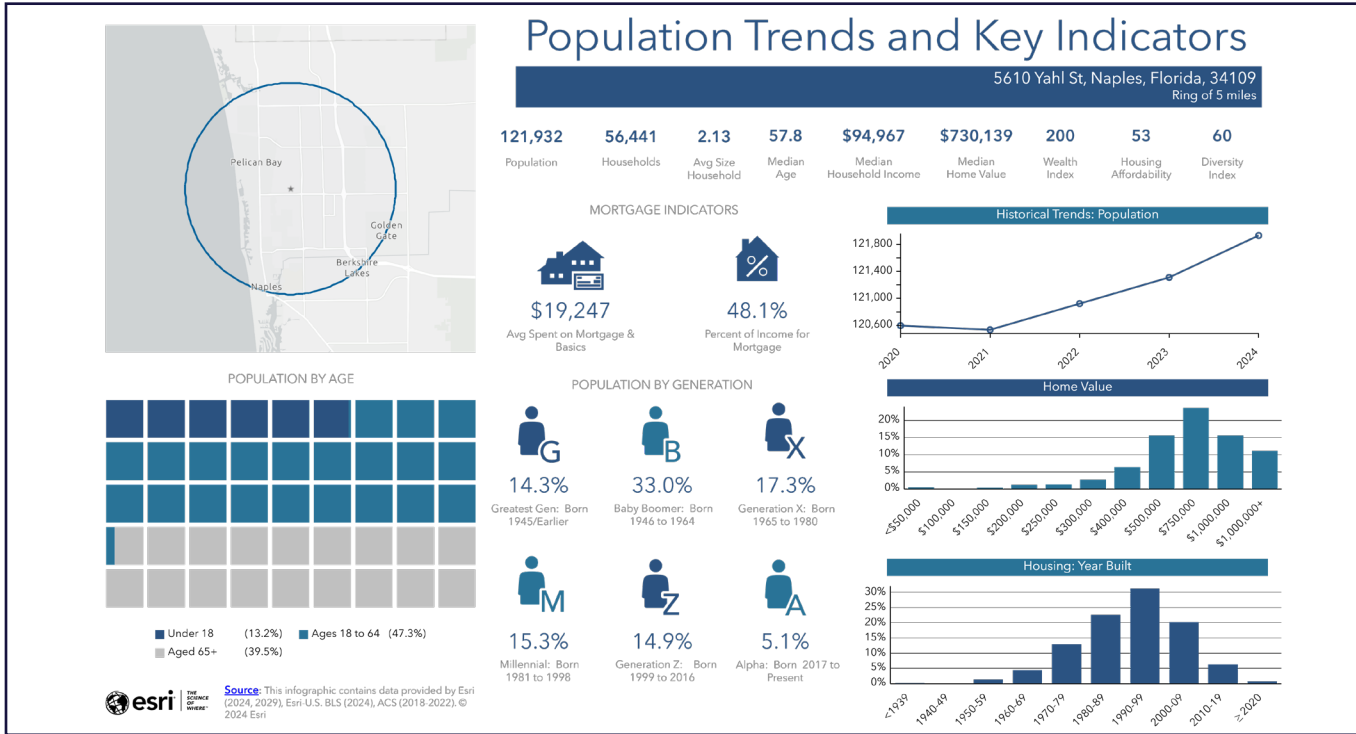 Population Trends and Key Indicators
5610 Yahl St, Naples, Florida, 34109
Ring of 5 miles
Pelican Bay
Golden
Gate
Berkshire
Lakes
Naples
121,932
Population
56,441
Households
2.13
Avg Size
Household
57.8
Median
Age
$94,967
Median
Household Income
$730,139
Median
Home Value
200
Wealth
Index
53
Housing
Affordability
60
Diversity
Index
MORTGAGE INDICATORS
$19,247
Avg Spent on Mortgage &
Basics
%
48.1%
Percent of Income for
Mortgage
Historical Trends: Population
121,800
121,400
121,000
120,600
2020
2021
2022
2023
2024
POPULATION BY AGE
Under 18 (13.2%)
Ages 18 to 64 (47.3%)
Aged 65+ (39.5%)
POPULATION BY GENERATION
G
14.3%
Greatest Gen: Born
1945/Earlier
B
33.0%
Baby Boomer: Born
1946 to 1964
X
17.3%
Generation X: Born
1965 to 1980
M
15.3%
Millennial: Born
1981 to 1998
Z
14.9%
Generation Z: Born
1999 to 2016
A
5.1%
Alpha: Born 2017 to
Present
Home Value
20%
15%
10%
5%
0%
<$50,000
$100,000
$150,000
$200,000
$250,000
$300,000
$400,000
$500,000
$750,000
$1,000,000
$1,000,000+
Housing: Year Built
30%
25%
20%
15%
10%
5%
0%
<1939
1940-49
1950-59
1960-69
1970-79
1980-89
1990-99
2000-09
2010-19
≥2020
esri
THE
SCIENCE
OF
WHERE™
Source: This infographic contains data provided by Esri
(2024, 2029), Esri-U.S. BLS (2024), ACS (2018-2022). ©
2024 Esri